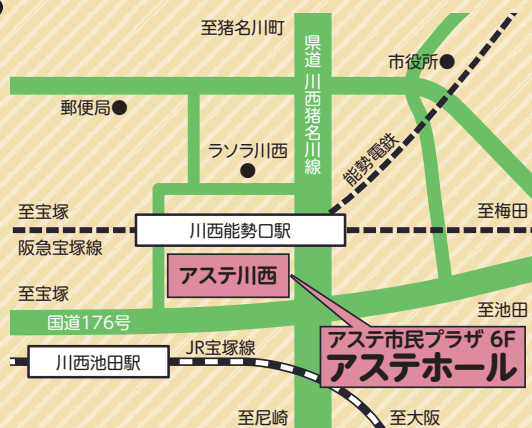 至猪名川町
県道 川西猪名川線
市役所
郵便局
ラソラ川西
能勢電鉄
至宝塚
川西能勢口駅
至梅田
阪急宝塚線
アステ川西
至宝塚
至池田
国道176号
アステ市民プラザ 6F
アステホール
川西池田駅
JR宝塚線
至尼崎
至大阪